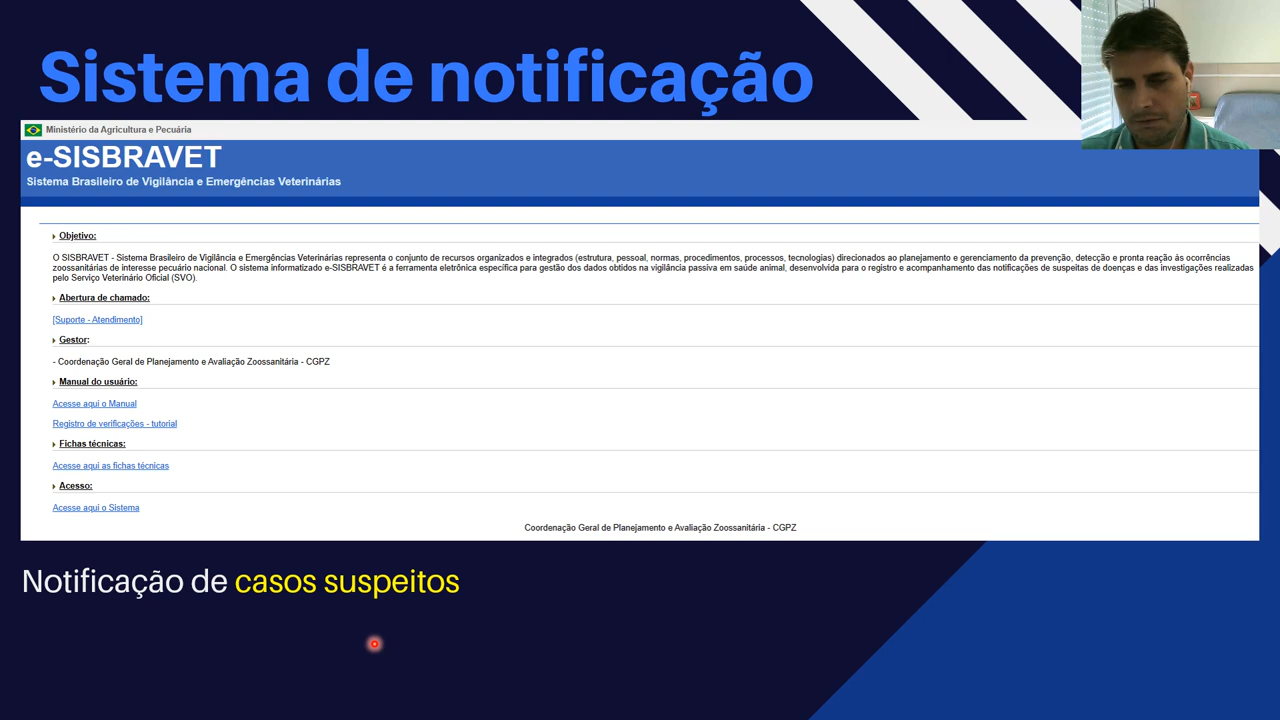 Sistema de notificação
Ministério da Agricultura e Pecuária
e-SISBRAVET
Sistema Brasileiro de Vigilância e Emergências Veterinárias
Objetivo:
O SISBRAVET - Sistema Brasileiro de Vigilância e Emergências Veterinárias representa o conjunto de recursos organizados e integrados (estrutura, pessoal, normas, procedimentos, processos, tecnologias) direcionados ao planejamento e gerenciamento da prevenção, detecção e pronta reação às ocorrências
zoossanitárias de interesse pecuário nacional. O sistema informatizado e-SISBRAVET é a ferramenta eletrônica específica para gestão dos dados obtidos na vigilância passiva em saúde animal, desenvolvida para o registro e acompanhamento das notificações de suspeitas de doenças e das investigações realizadas
pelo Serviço Veterinário Oficial (SVO).
Abertura de chamado:
[Suporte - Atendimento]
Gestor:
- Coordenação Geral de Planejamento e Avaliação Zoossanitária - CGPZ
Manual do usuário:
Acesse aqui o Manual
Registro de verificações - tutorial
Fichas técnicas:
Acesse aqui as fichas técnicas
Acesso:
Acesse aqui o Sistema
Coordenação Geral de Planejamento e Avaliação Zoossanitária - CGPZ
Notificação de casos suspeitos